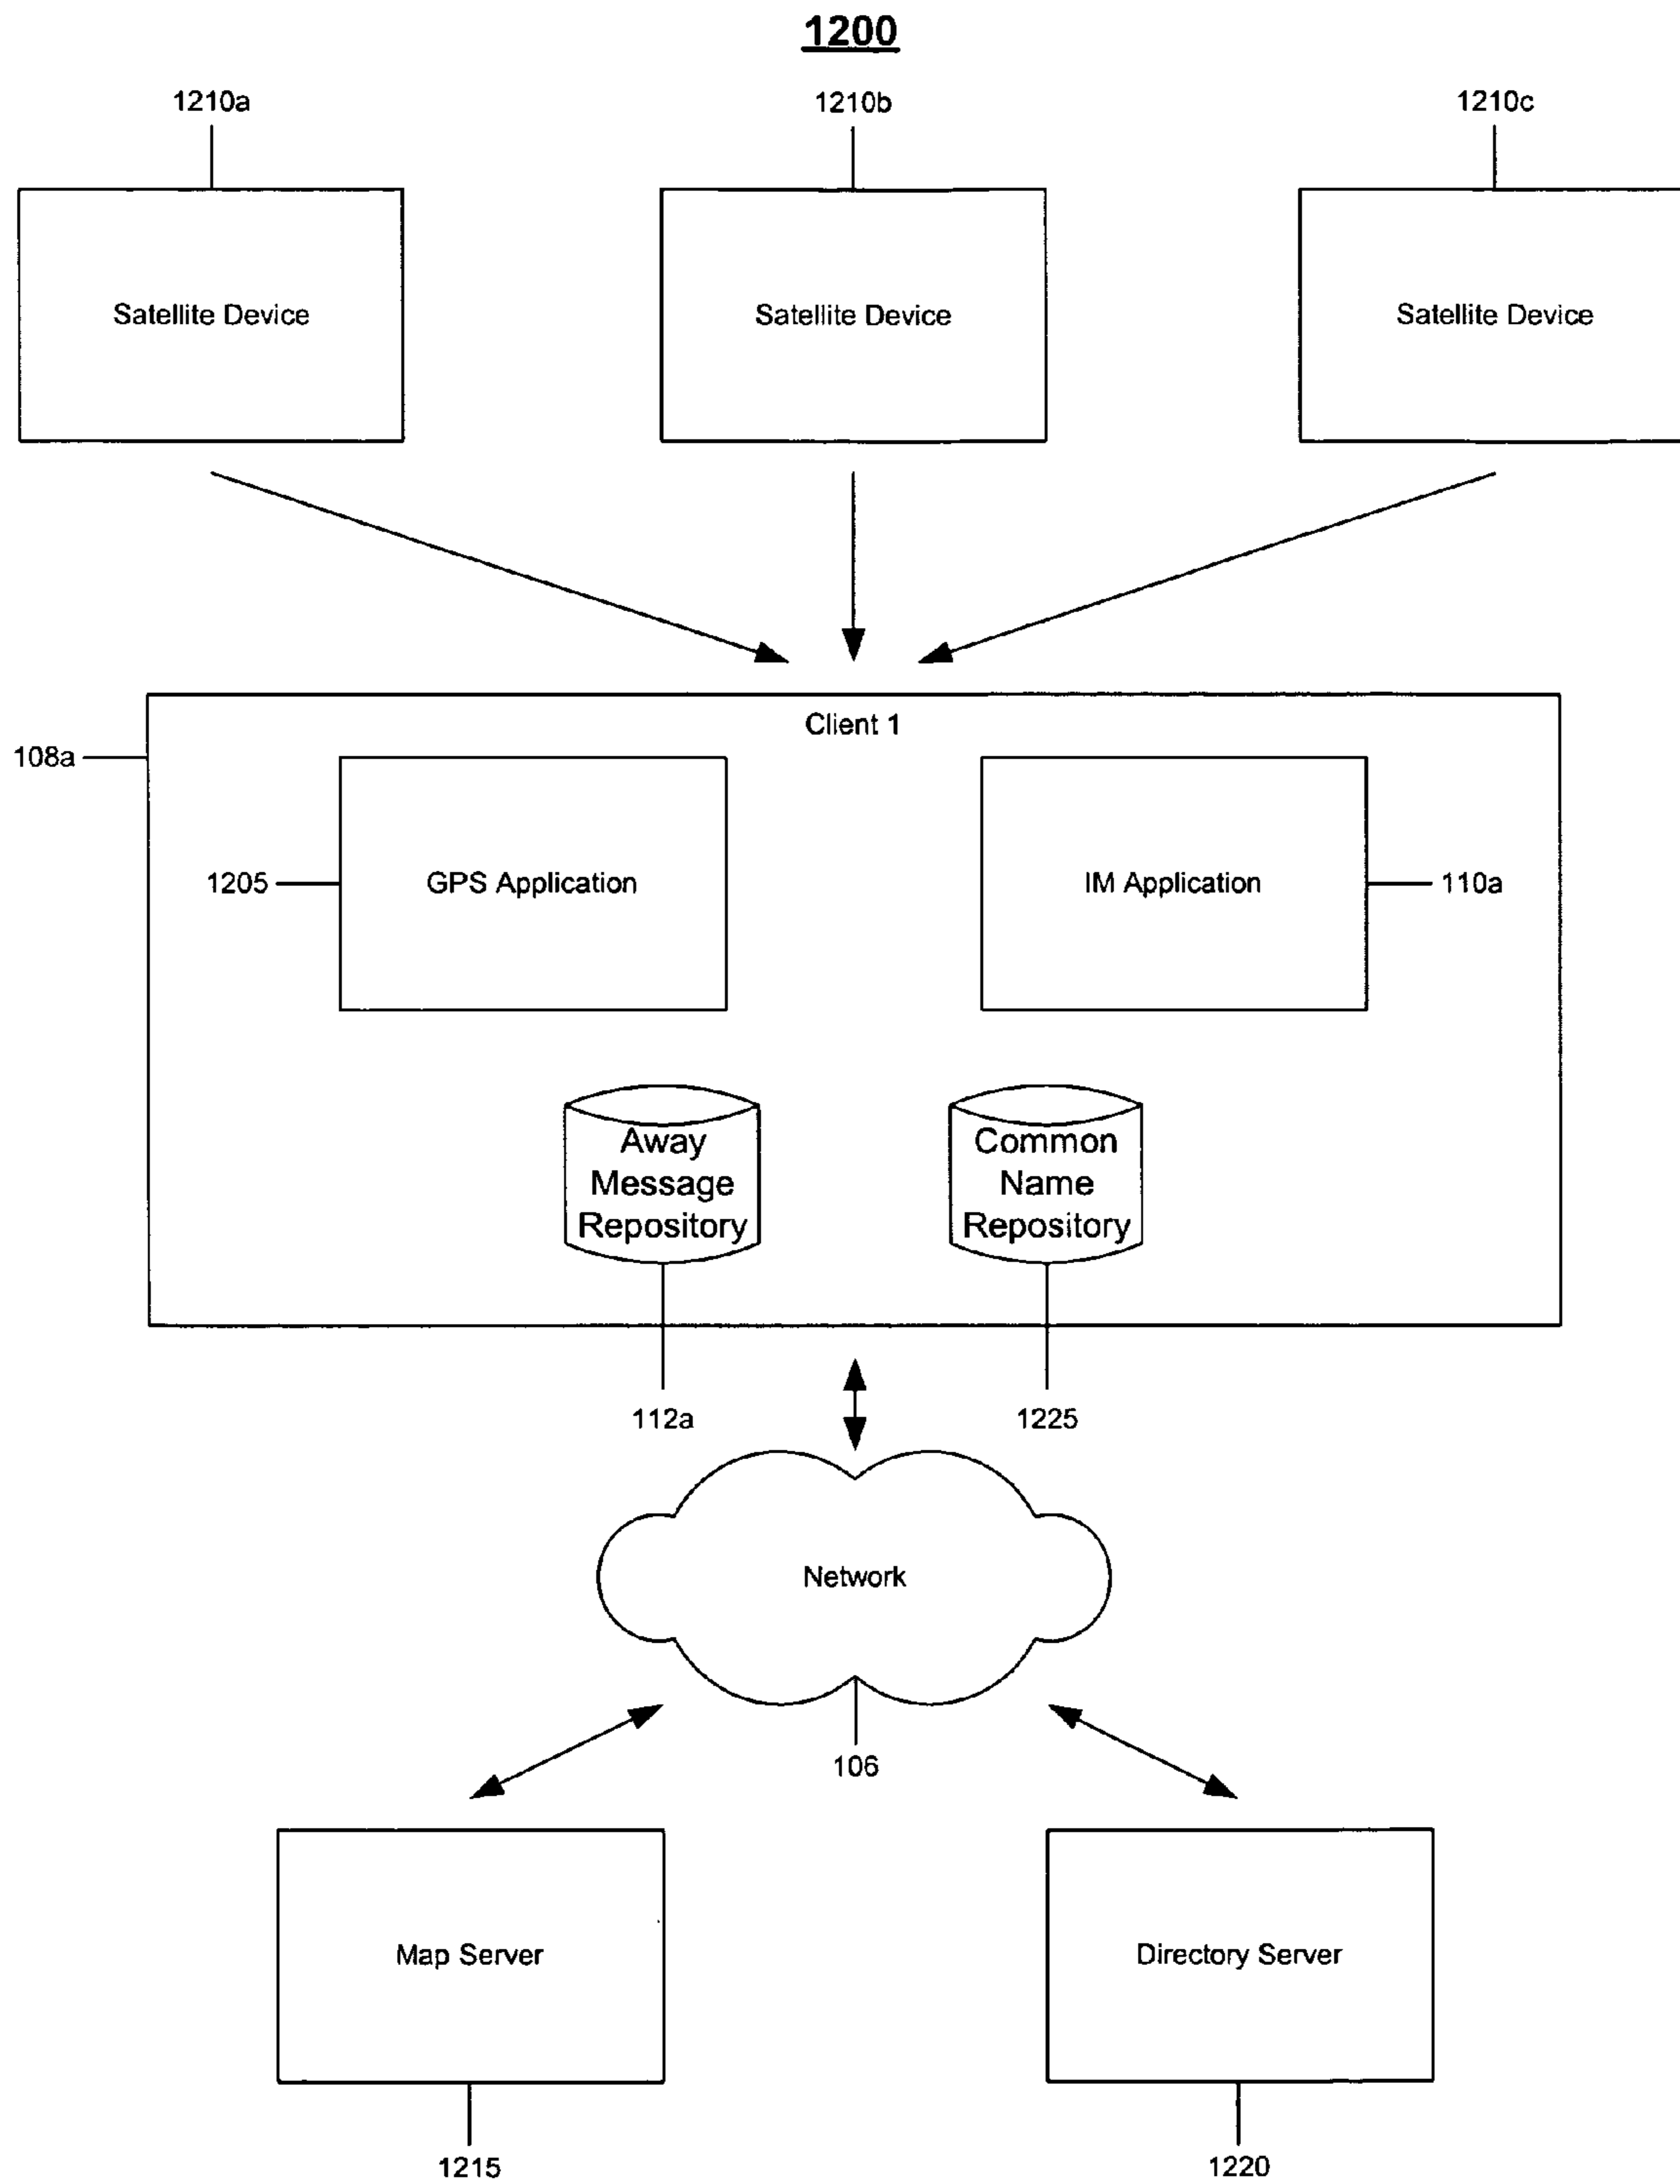 1200
1210a
1210b
1210c
Satellite Device
Satellite Device
Satellite Device
Client 1
108a
1205
GPS Application
IM Application
110a
Away
Message
Repository
Common
Name
Repository
112a
1225
Network
106
Map Server
Directory Server
1215
1220